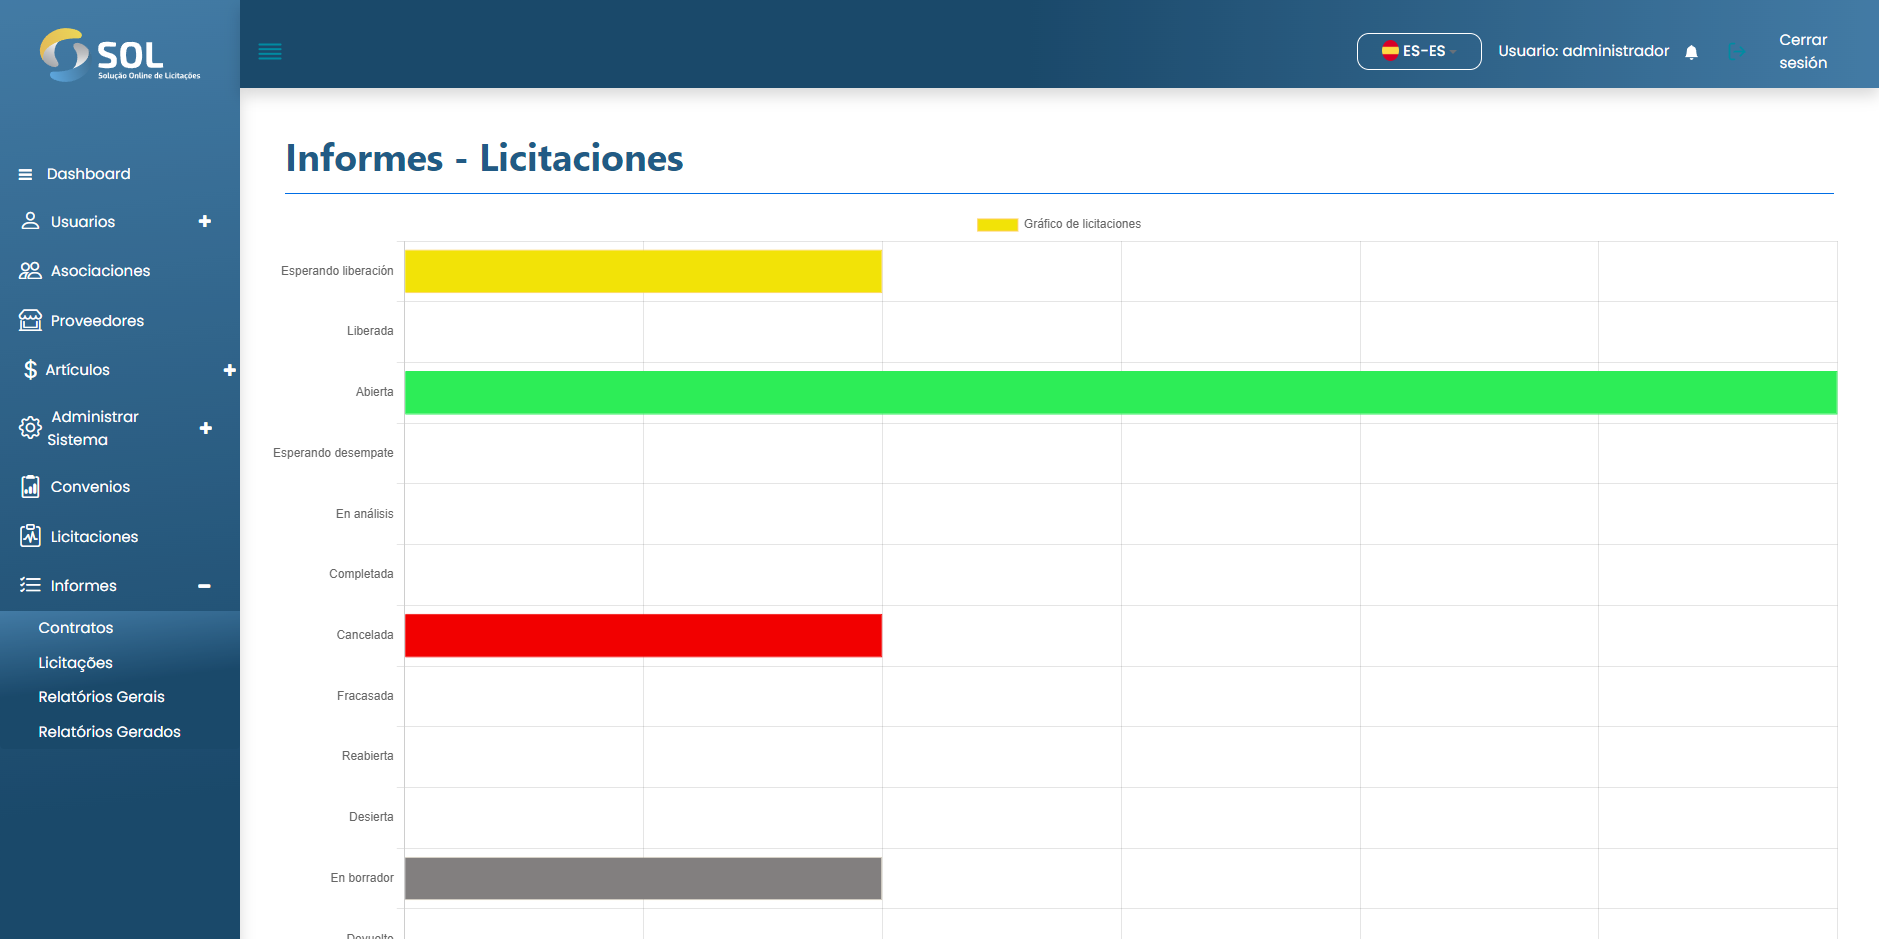 SOL
Solução Online de Licitações
ES-ES
Usuario: administrador
Cerrar
sesión
Dashboard
Usuarios
Asociaciones
Proveedores
Artículos
Administrar
Sistema
Convenios
Licitaciones
Informes
Contratos
Licitações
Relatórios Gerais
Relatórios Gerados
Informes - Licitaciones
Gráfico de licitaciones
Esperando liberación
Liberada
Abierta
Esperando desempate
En análisis
Completada
Cancelada
Fracasada
Reabierta
Desierta
En borrador
Devuelto